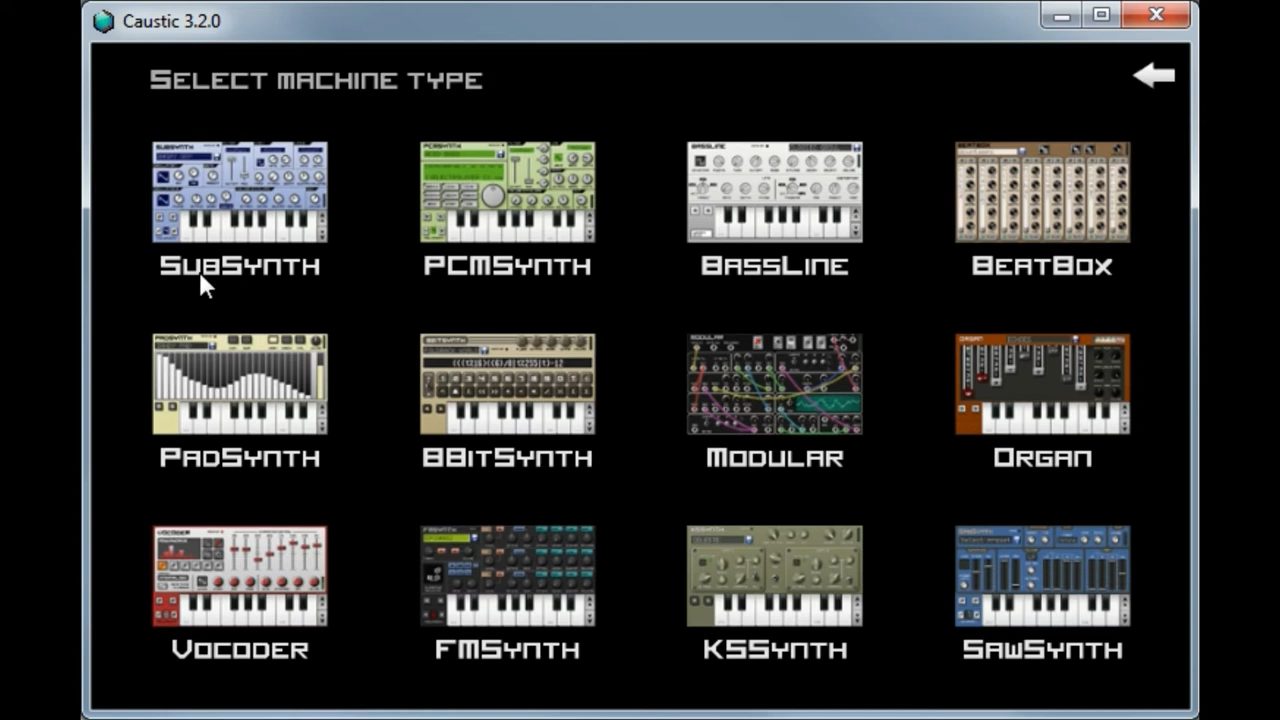 Caustic 3.2.0
Select machine type
SubSynth PCMSynth BassLine BeatBox
PadSynth 8BitSynth Modular Organ
Vocoder FMSynth KSSynth SawSynth